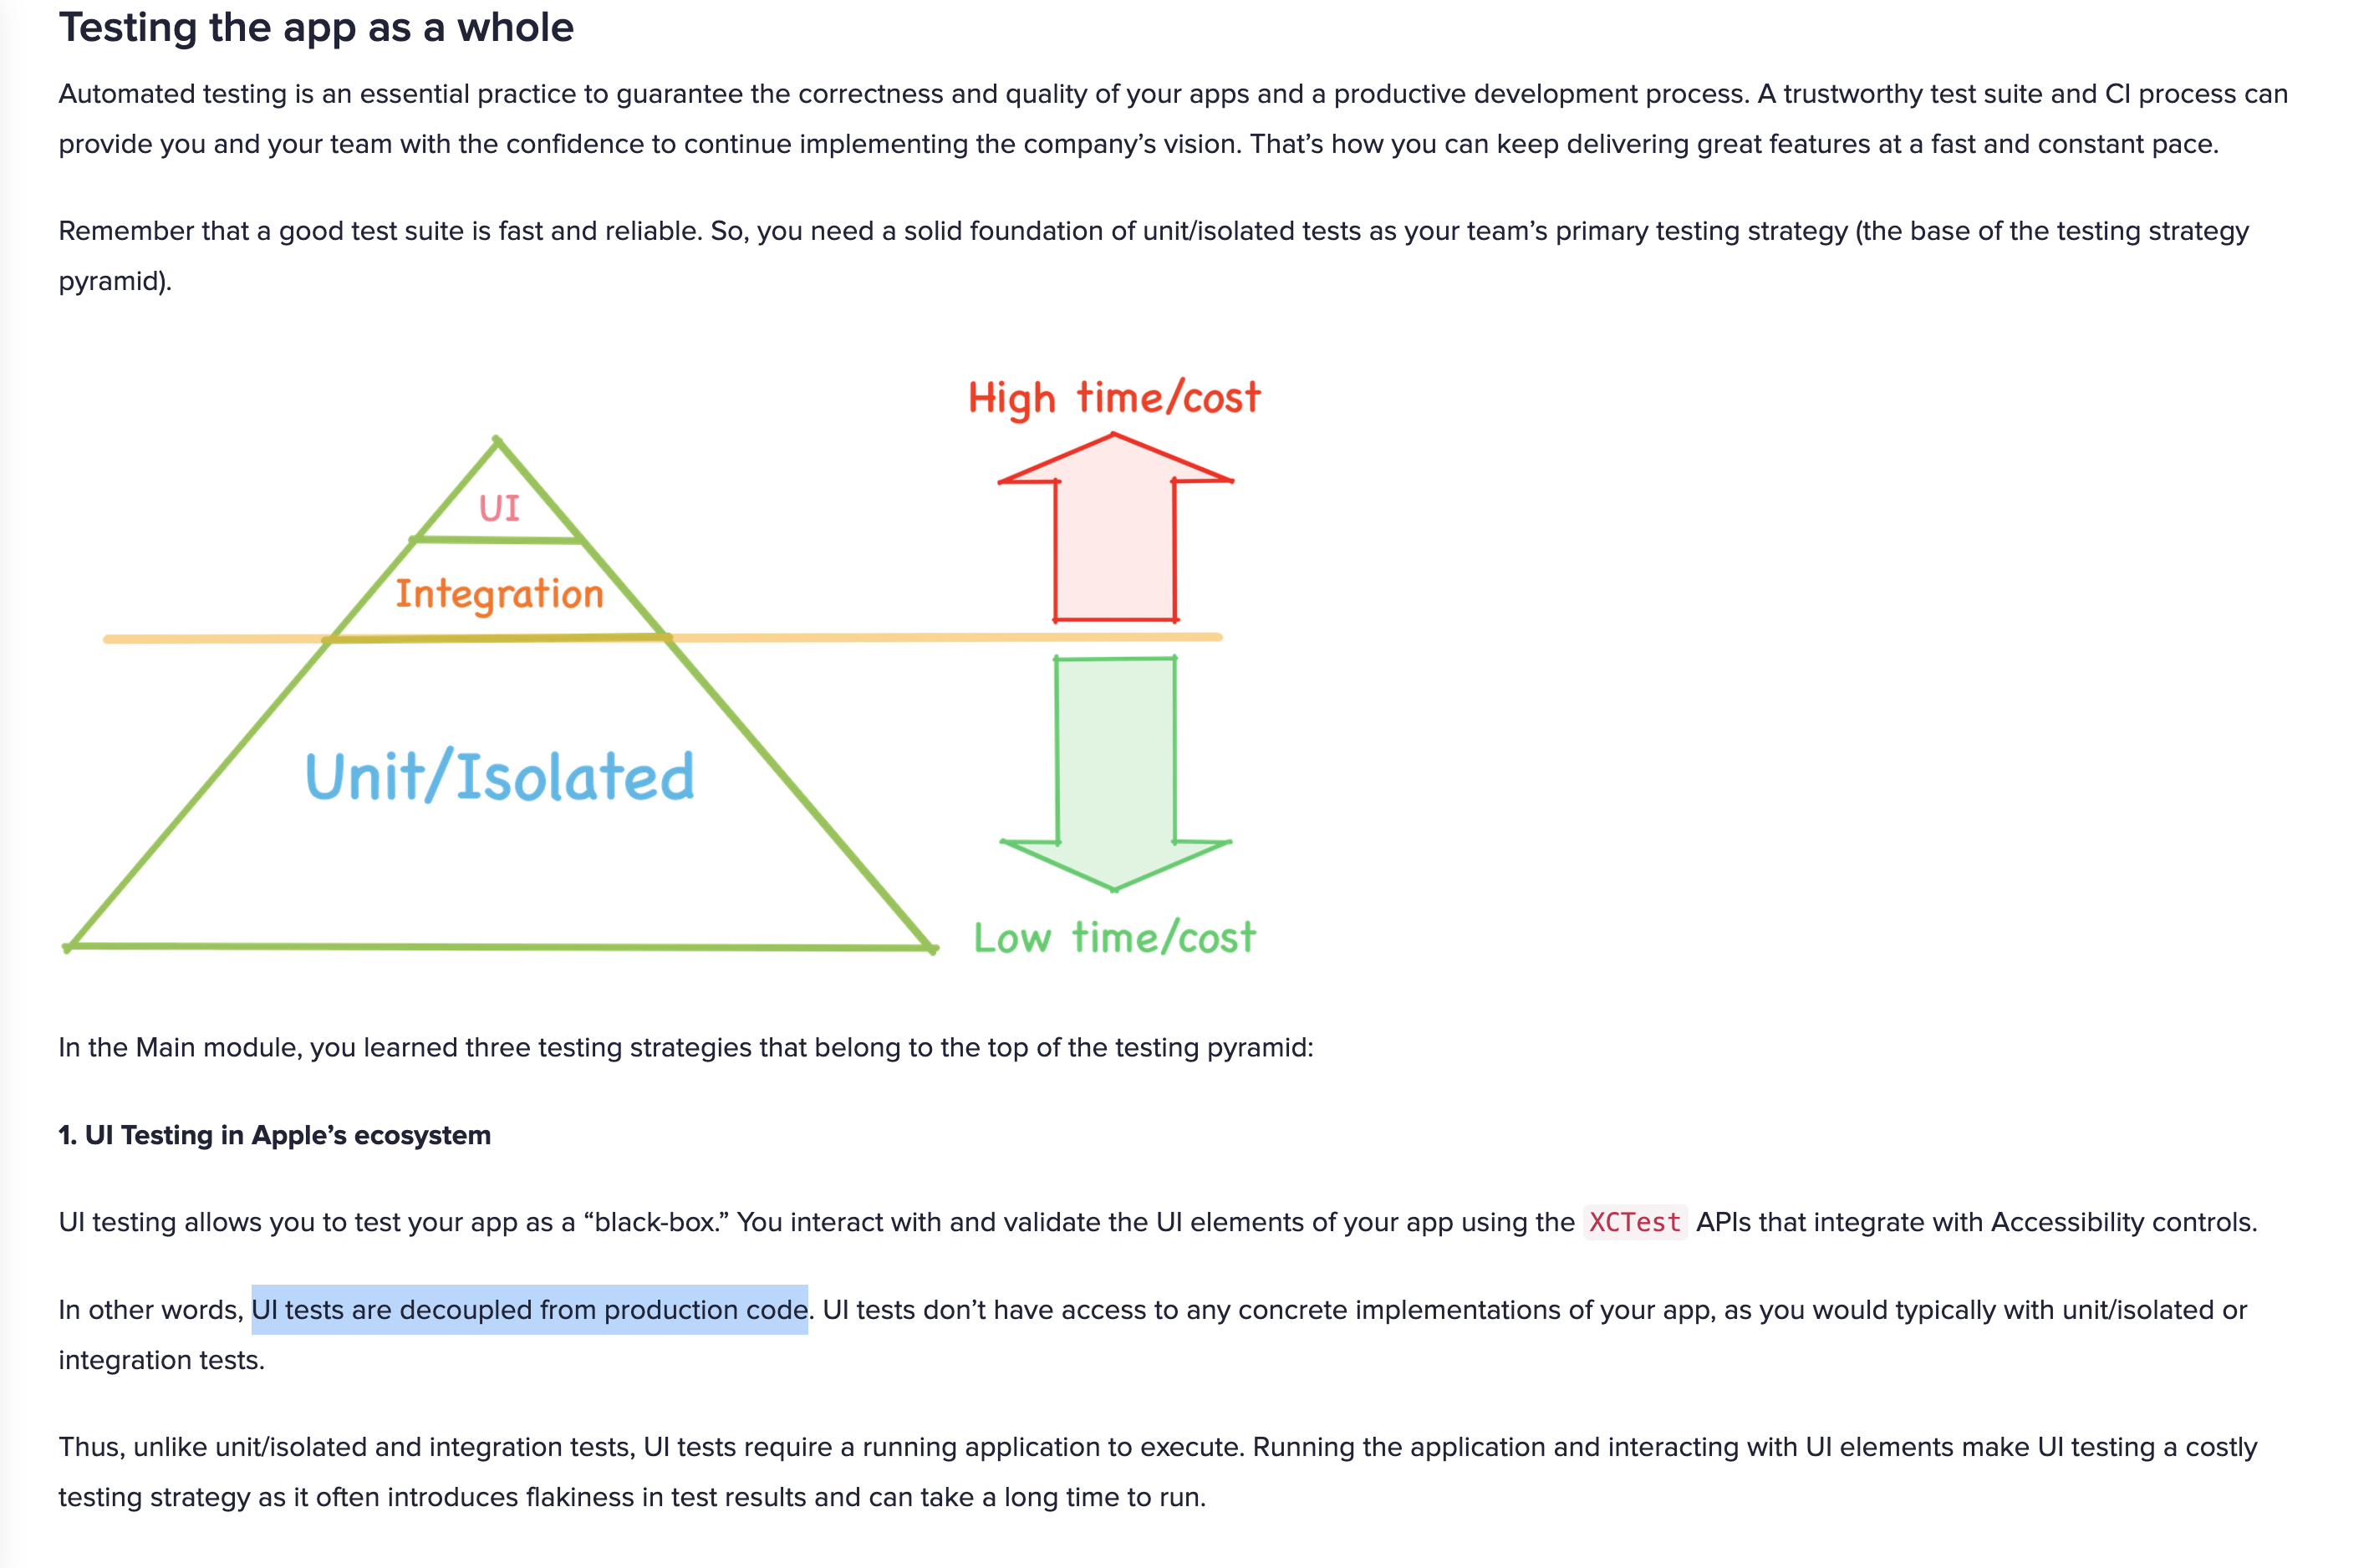 Testing the app as a whole
Automated testing is an essential practice to guarantee the correctness and quality of your apps and a productive development process. A trustworthy test suite and CI process can
provide you and your team with the confidence to continue implementing the company’s vision. That’s how you can keep delivering great features at a fast and constant pace.
Remember that a good test suite is fast and reliable. So, you need a solid foundation of unit/isolated tests as your team’s primary testing strategy (the base of the testing strategy
pyramid).
High time/cost
UI
Integration
Unit/Isolated
Low time/cost
In the Main module, you learned three testing strategies that belong to the top of the testing pyramid:
1. UI Testing in Apple’s ecosystem
UI testing allows you to test your app as a “black-box.” You interact with and validate the UI elements of your app using the XCTest APIs that integrate with Accessibility controls.
In other words, UI tests are decoupled from production code. UI tests don’t have access to any concrete implementations of your app, as you would typically with unit/isolated or
integration tests.
Thus, unlike unit/isolated and integration tests, UI tests require a running application to execute. Running the application and interacting with UI elements make UI testing a costly
testing strategy as it often introduces flakiness in test results and can take a long time to run.